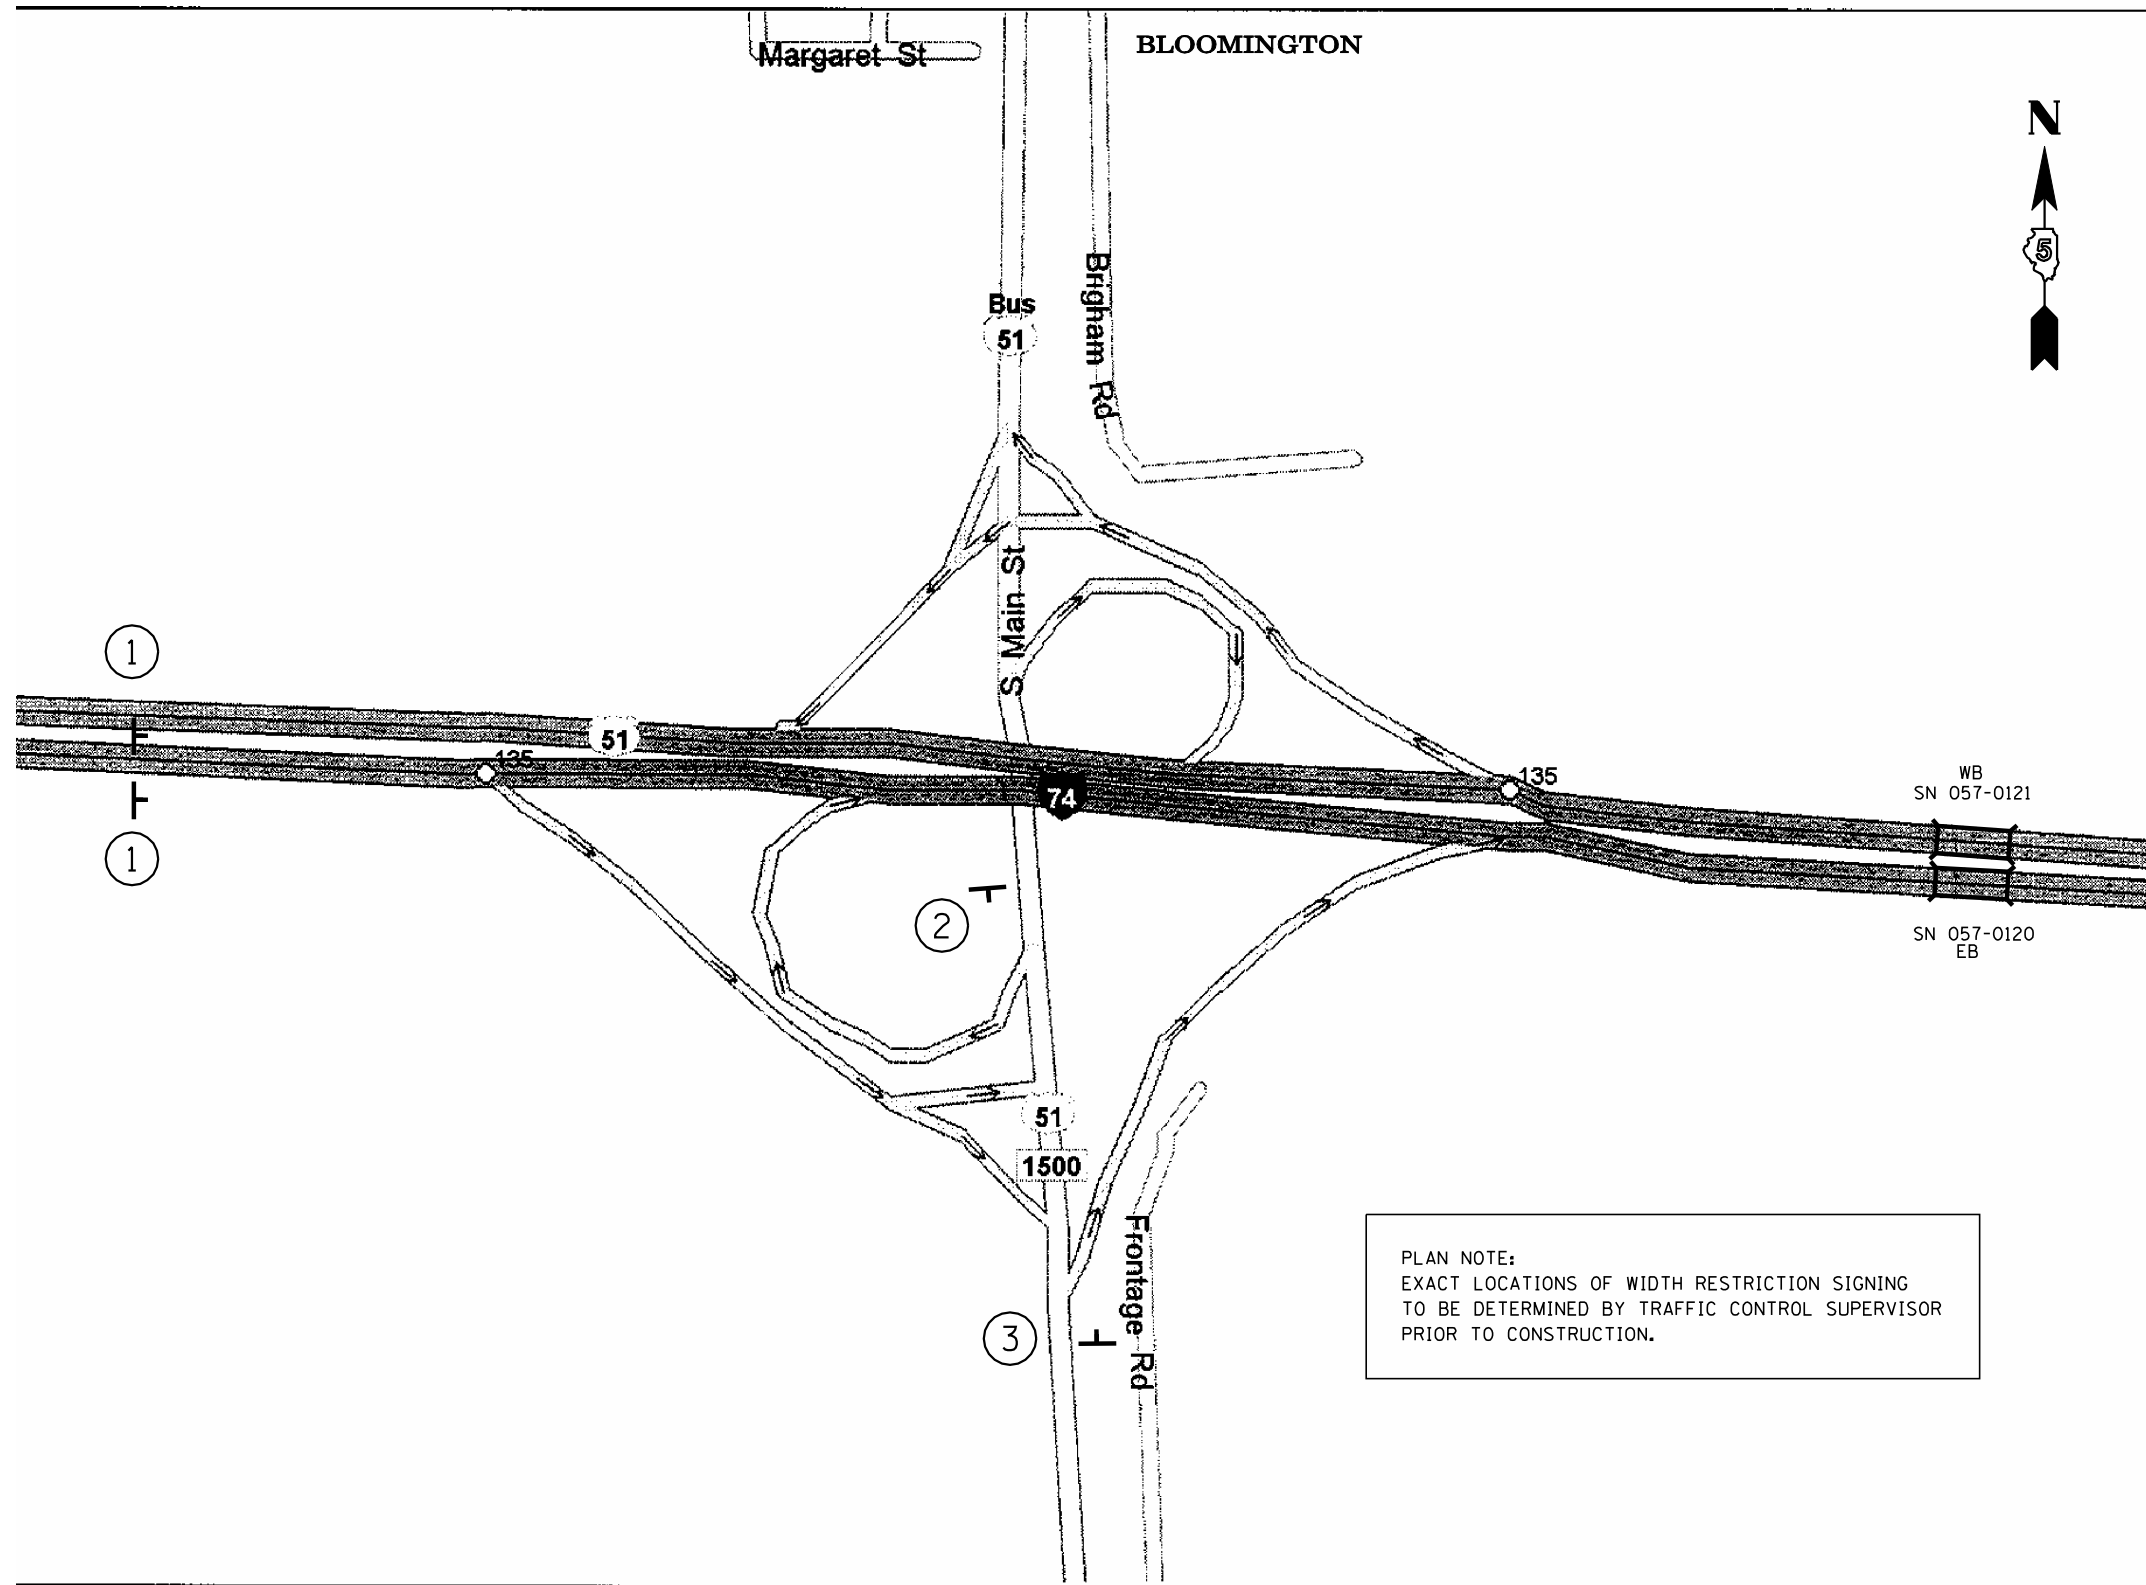 Margaret St
BLOOMINGTON
N
5
Brigham Rd
Bus
51
S Main St
1
51
135
74
135
WB
SN 057-0121
1
2
SN 057-0120
EB
51
1500
Frontage Rd
3
PLAN NOTE:
EXACT LOCATIONS OF WIDTH RESTRICTION SIGNING
TO BE DETERMINED BY TRAFFIC CONTROL SUPERVISOR
PRIOR TO CONSTRUCTION.